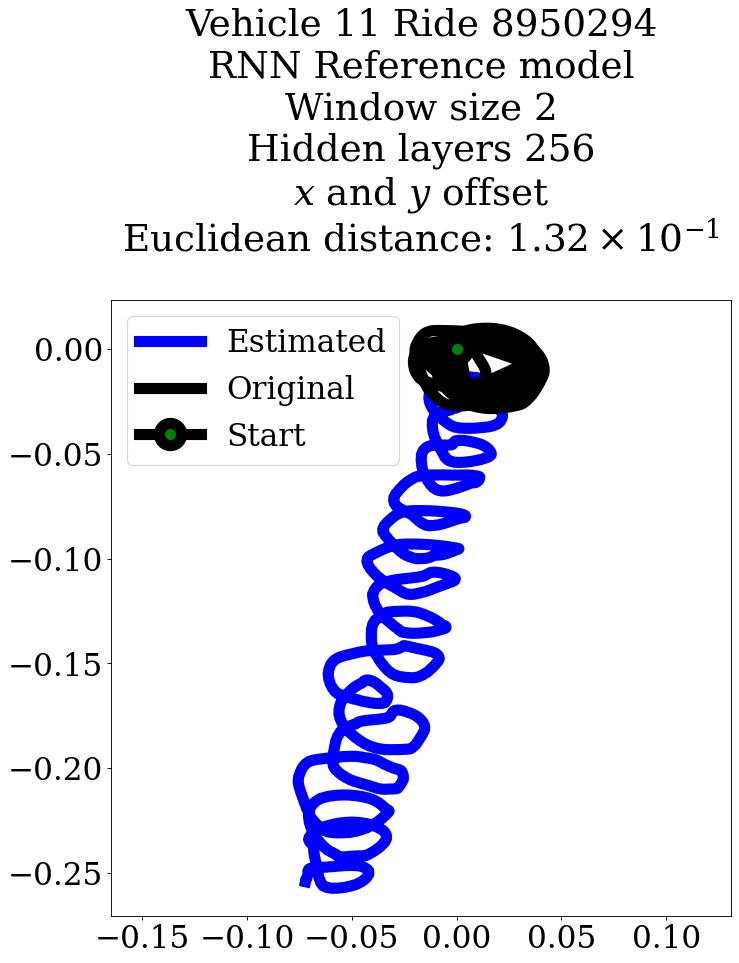 Vehicle 11 Ride 8950294
RNN Reference model
Window size 2
Hidden layers 256
x and y offset
Euclidean distance: 1.32 × 10⁻¹
Estimated
Original
Start
0.00
−0.05
−0.10
−0.15
−0.20
−0.25
−0.15 −0.10 −0.05 0.00 0.05 0.10